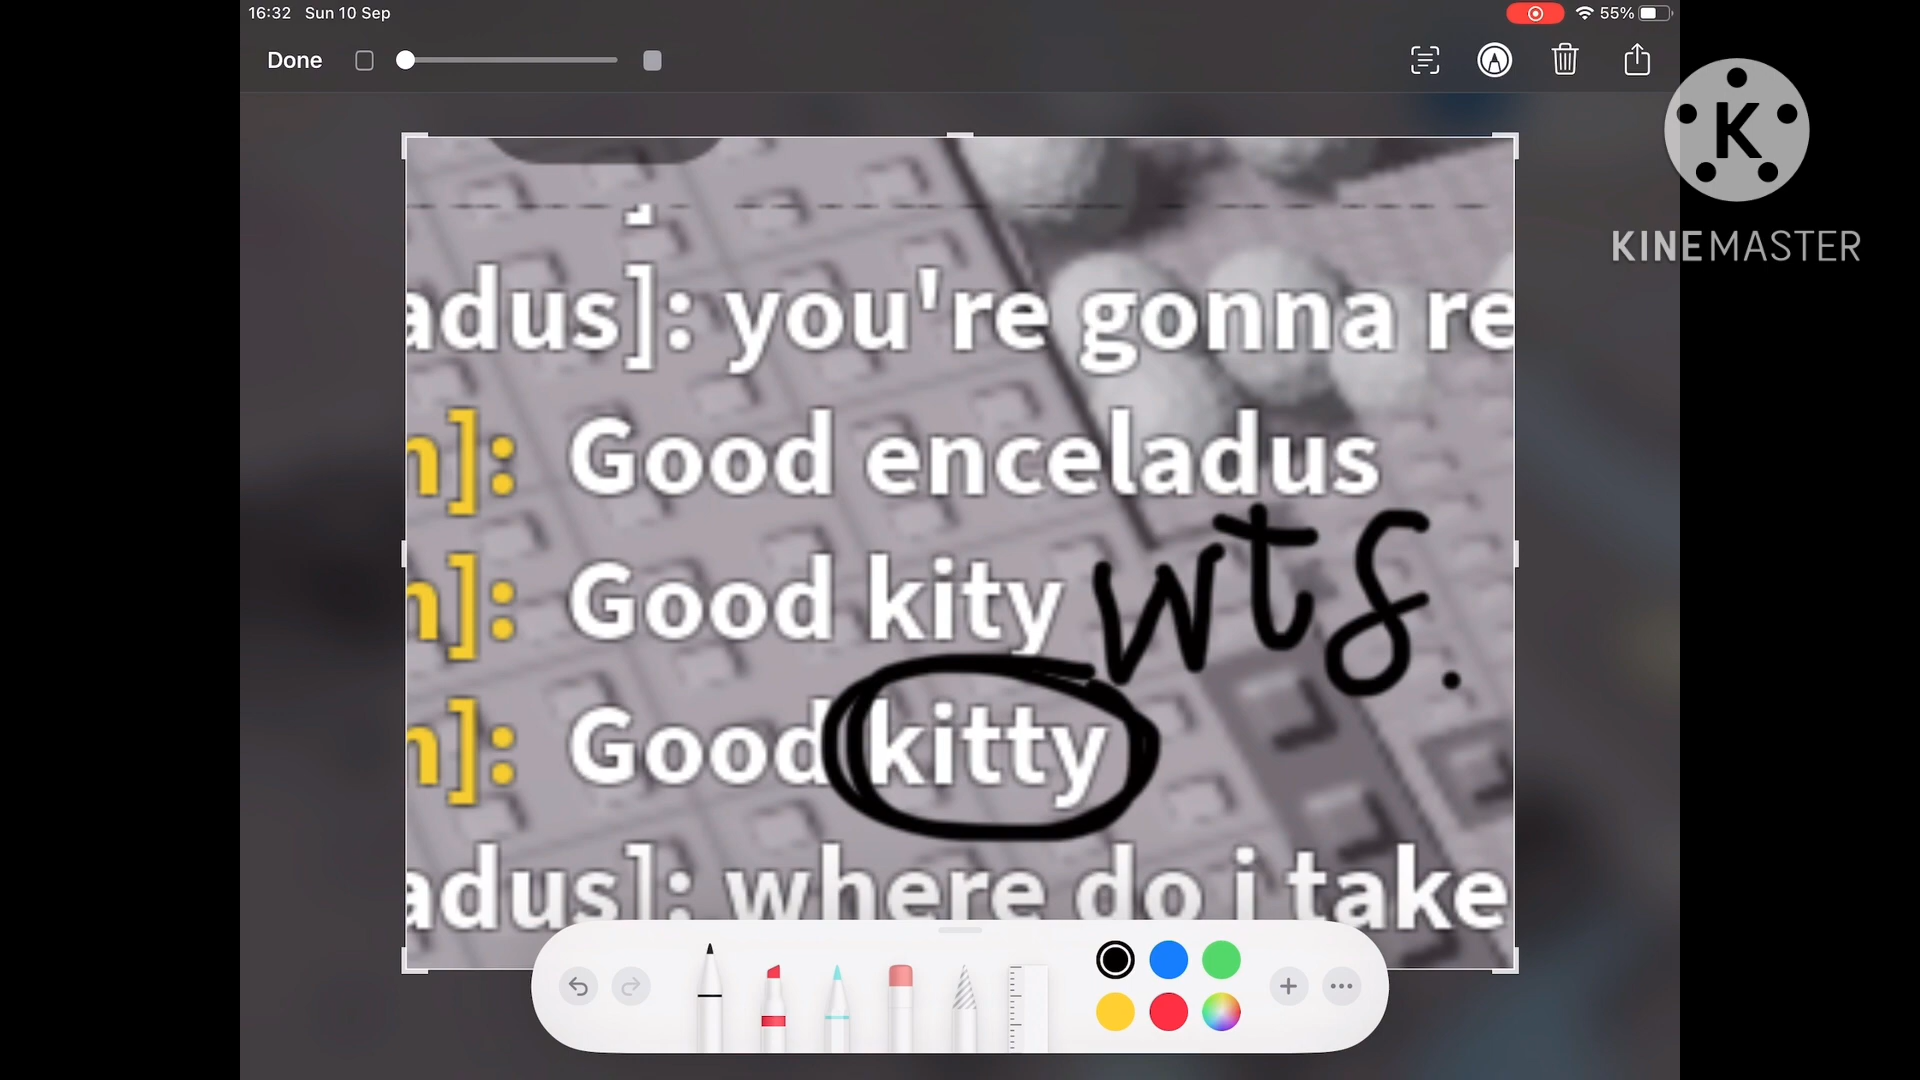 16:32 Sun 10 Sep
55%
Done
K
KINEMASTER
adus]: you're gonna re
n]: Good enceladus
n]: Good kity
wtf.
n]: Good kitty
adus]: where do i take